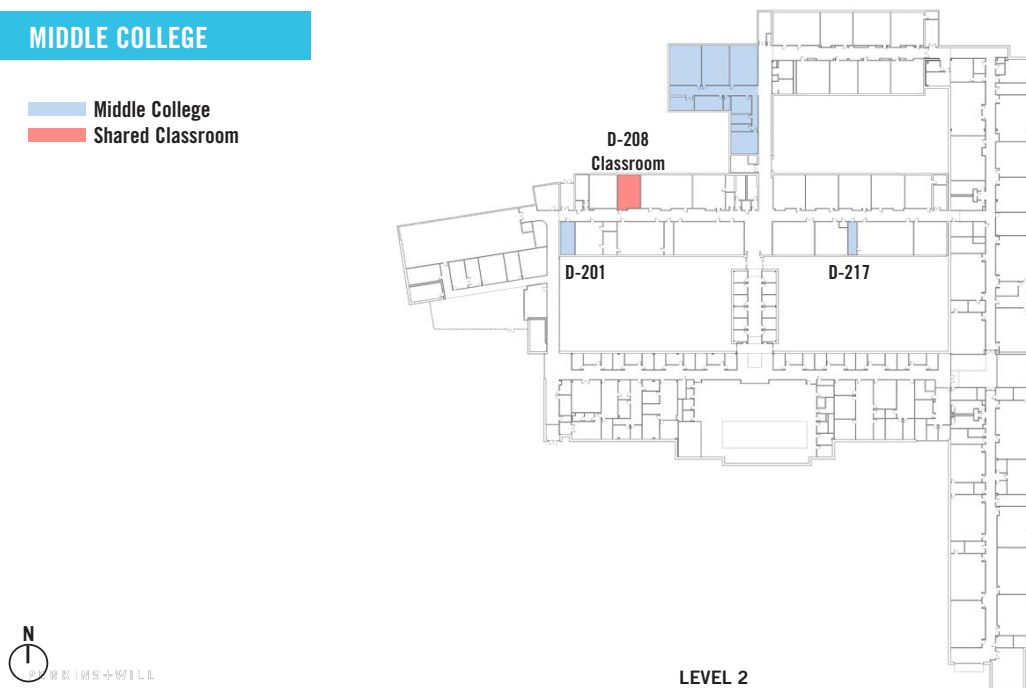 MIDDLE COLLEGE
Middle College
Shared Classroom
D-208
Classroom
D-201
D-217
N
PERKINS+WILL
LEVEL 2